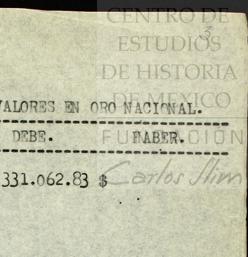 CENTRO DE
3
ESTUDIOS
DE HISTORIA
DE MEXICO
VALORES EN ORO NACIONAL.
DEBE. HABER.
FUNDACION
331.062.83 $
Carlos Slim